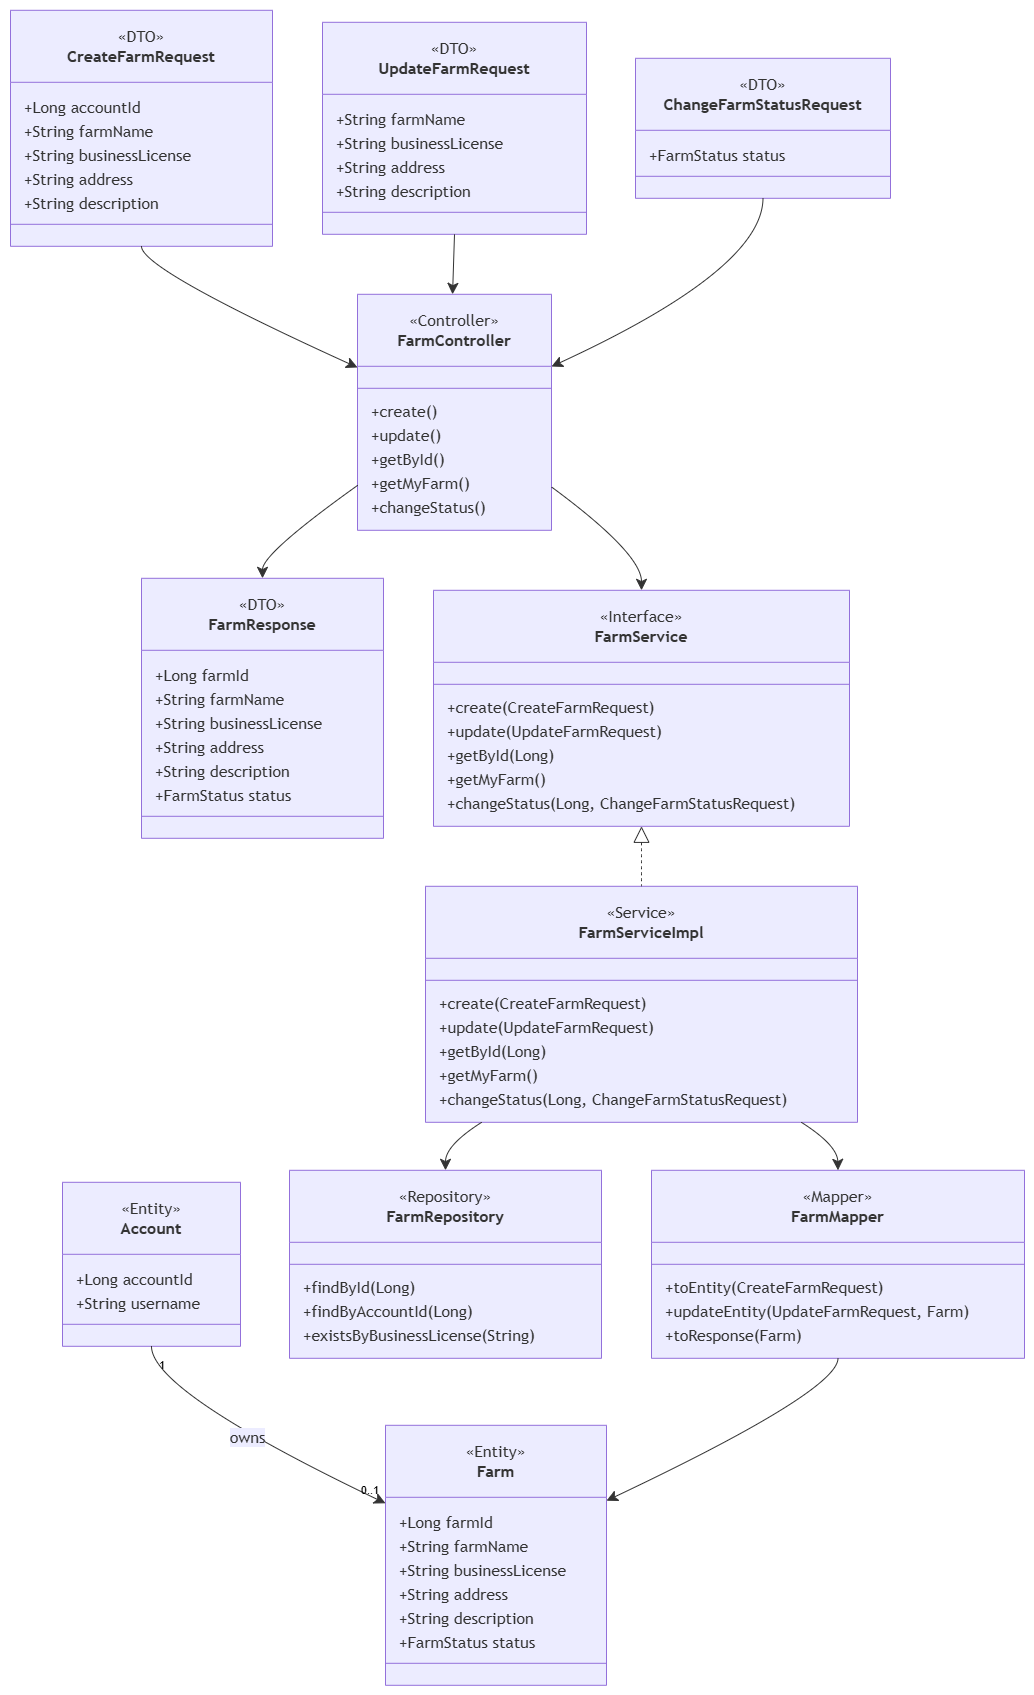 «DTO»
CreateFarmRequest
+Long accountId
+String farmName
+String businessLicense
+String address
+String description
«DTO»
UpdateFarmRequest
+String farmName
+String businessLicense
+String address
+String description
«DTO»
ChangeFarmStatusRequest
+FarmStatus status
«Controller»
FarmController
+create()
+update()
+getById()
+getMyFarm()
+changeStatus()
«DTO»
FarmResponse
+Long farmId
+String farmName
+String businessLicense
+String address
+String description
+FarmStatus status
«Interface»
FarmService
+create(CreateFarmRequest)
+update(UpdateFarmRequest)
+getById(Long)
+getMyFarm()
+changeStatus(Long, ChangeFarmStatusRequest)
«Service»
FarmServiceImpl
+create(CreateFarmRequest)
+update(UpdateFarmRequest)
+getById(Long)
+getMyFarm()
+changeStatus(Long, ChangeFarmStatusRequest)
«Entity»
Account
+Long accountId
+String username
«Repository»
FarmRepository
+findById(Long)
+findByAccountId(Long)
+existsByBusinessLicense(String)
«Mapper»
FarmMapper
+toEntity(CreateFarmRequest)
+updateEntity(UpdateFarmRequest, Farm)
+toResponse(Farm)
1
owns
0..1
«Entity»
Farm
+Long farmId
+String farmName
+String businessLicense
+String address
+String description
+FarmStatus status